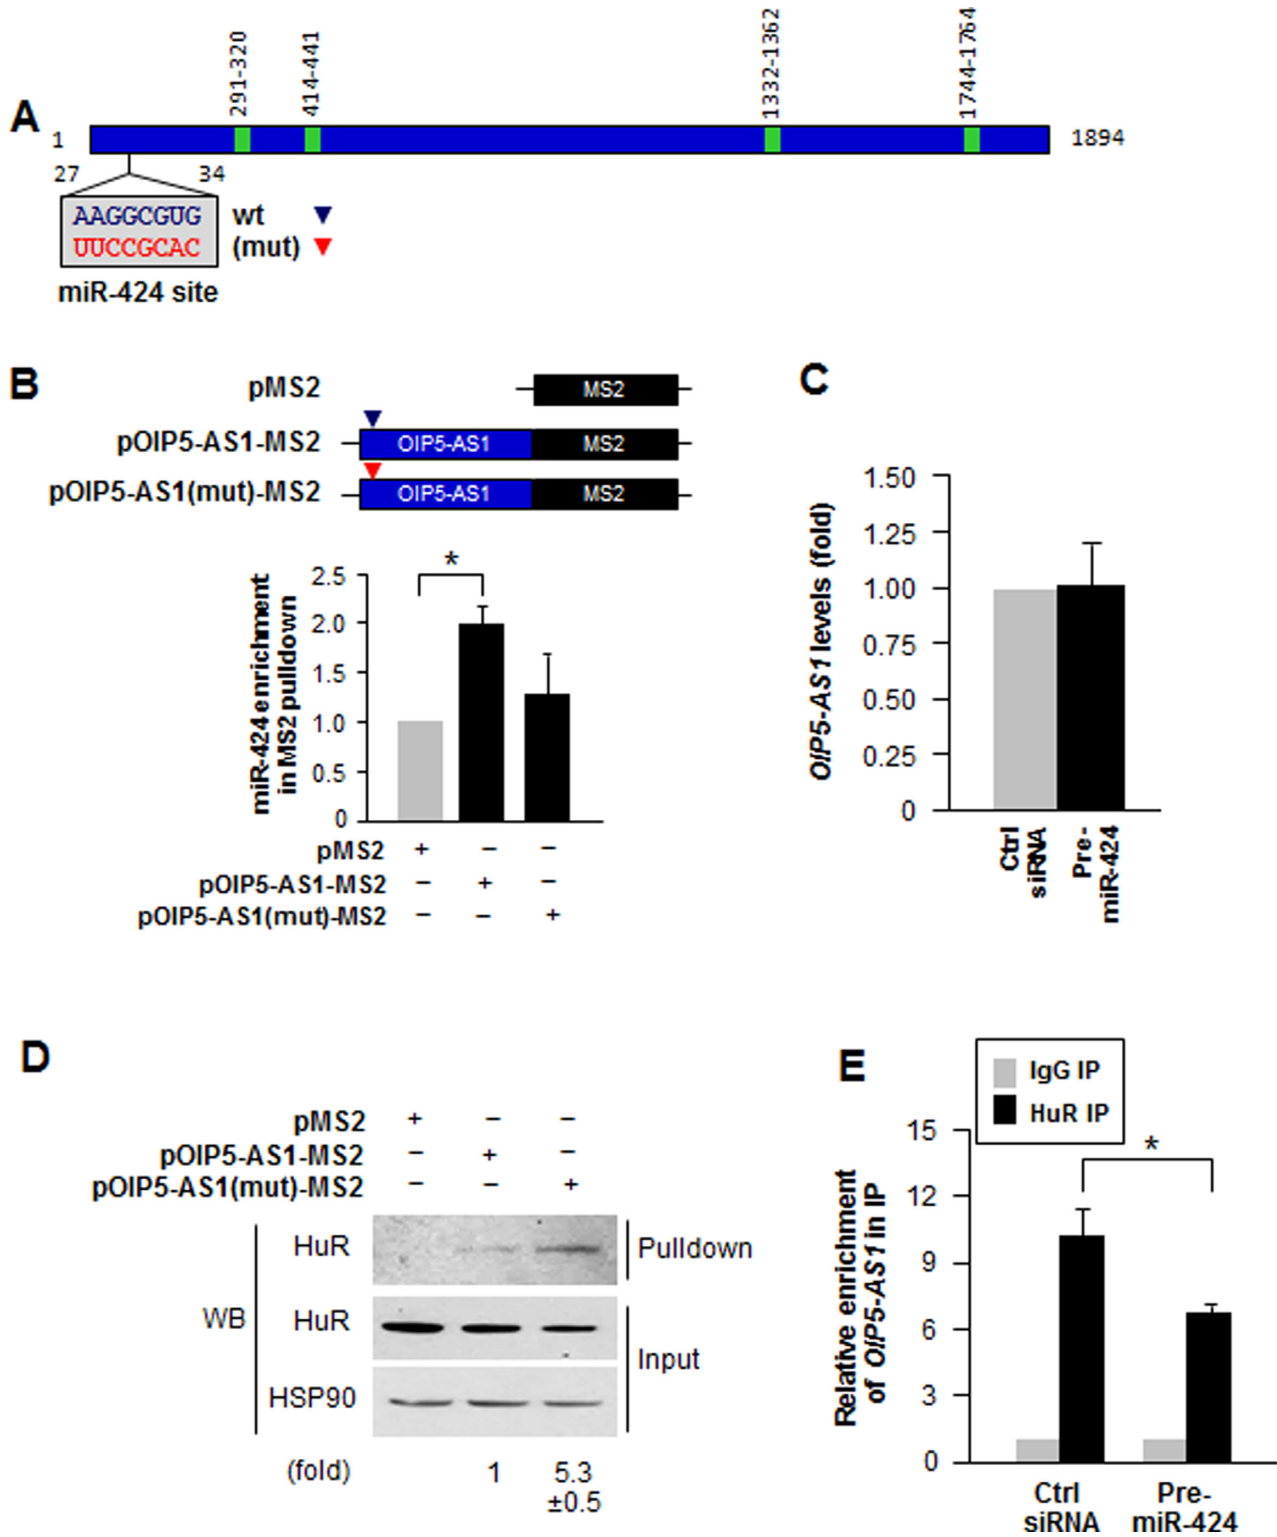 A
1
291-320
414-441
1332-1362
1744-1764
1894
27
34
AAGGCGUG
wt
UUCCGCAC
(mut)
miR-424 site
B
pMS2
MS2
pOIP5-AS1-MS2
OIP5-AS1
MS2
pOIP5-AS1(mut)-MS2
OIP5-AS1
MS2
miR-424 enrichment
in MS2 pulldown
2.5
2.0
1.5
1.0
0.5
0
*
pMS2 + − −
pOIP5-AS1-MS2 − + −
pOIP5-AS1(mut)-MS2 − − +
C
OIP5-AS1 levels (fold)
1.50
1.25
1.00
0.75
0.50
0.25
0
Ctrl
siRNA
Pre-
miR-424
D
pMS2 + − −
pOIP5-AS1-MS2 − + −
pOIP5-AS1(mut)-MS2 − − +
WB
HuR
Pulldown
HuR
HSP90
Input
(fold) 1 5.3
±0.5
E
IgG IP
HuR IP
Relative enrichment
of OIP5-AS1 in IP
15
12
9
6
3
0
*
Ctrl
siRNA
Pre-
miR-424